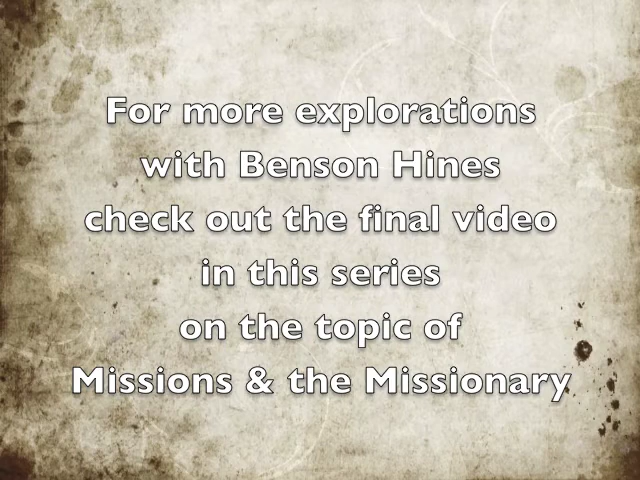 For more explorations
with Benson Hines
check out the final video
in this series
on the topic of
Missions & the Missionary